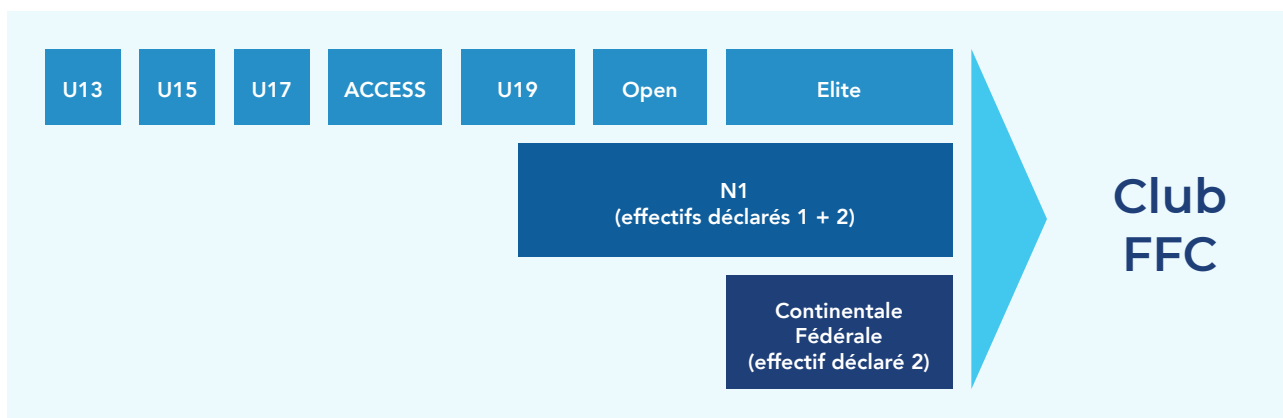 U13 U15 U17 ACCESS U19 Open Elite
N1
(effectifs déclarés 1 + 2)
Continentale
Fédérale
(effectif déclaré 2)
Club
FFC